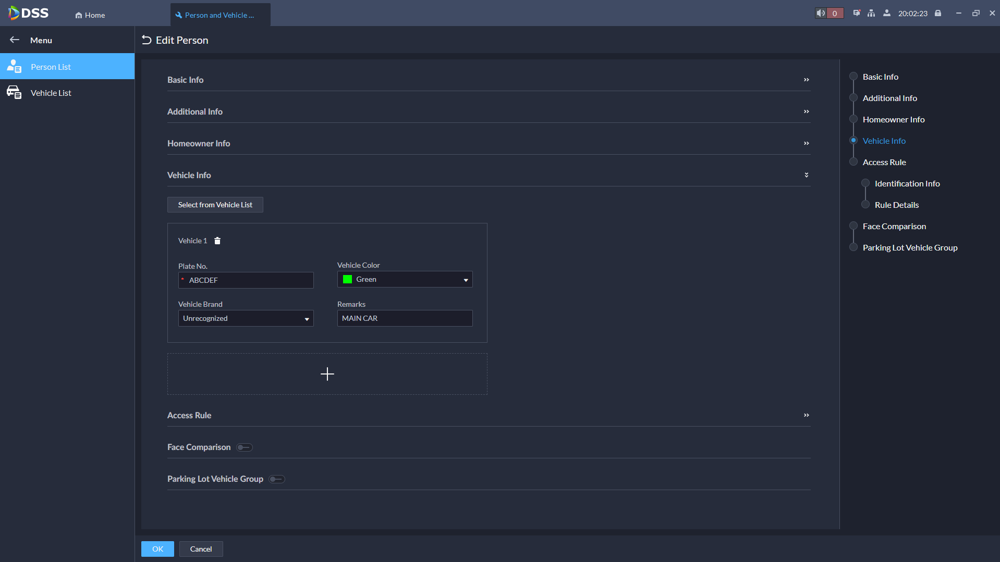 DSS
Home
Person and Vehicle ...
0
20:02:23
Menu
Edit Person
Person List
Vehicle List
Basic Info
Additional Info
Homeowner Info
Vehicle Info
Select from Vehicle List
Vehicle 1
Plate No.
Vehicle Color
* ABCDEF
Green
Vehicle Brand
Remarks
Unrecognized
MAIN CAR
Access Rule
Face Comparison
Parking Lot Vehicle Group
Basic Info
Additional Info
Homeowner Info
Vehicle Info
Access Rule
Identification Info
Rule Details
Face Comparison
Parking Lot Vehicle Group
OK
Cancel